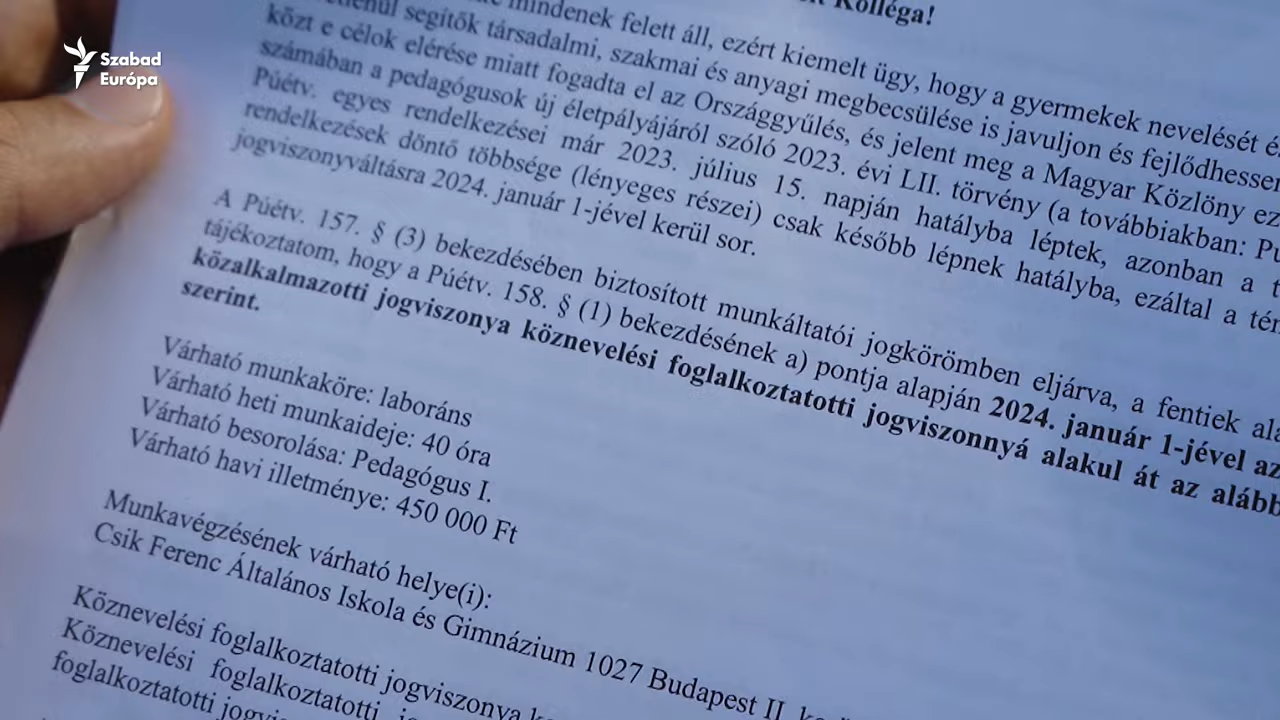 Szabad
Európa
Kolléga!
mindenek felett áll, ezért kiemelt ügy, hogy a gyermekek nevelését
segítők társadalmi, szakmai és anyagi megbecsülése is javuljon és fejlődhessen
közt e célok elérése miatt fogadta el az Országgyűlés, és jelent meg a Magyar Közlöny
számában a pedagógusok új életpályájáról szóló 2023. évi LII. törvény (a továbbiakban:
Púétv. egyes rendelkezései már 2023. július 15. napján hatályba léptek, azonban a
rendelkezések döntő többsége (lényeges részei) csak később lépnek hatályba, ezáltal a
jogviszonyváltásra 2024. január 1-jével kerül sor.
A Púétv. 157. § (3) bekezdésében biztosított munkáltatói jogkörömben eljárva, a fentiek
tájékoztatom, hogy a Púétv. 158. § (1) bekezdésének a) pontja alapján 2024. január 1-jével az
közalkalmazotti jogviszonya köznevelési foglalkoztatotti jogviszonnyá alakul át az alább
szerint.
Várható munkaköre: laboráns
Várható heti munkaideje: 40 óra
Várható besorolása: Pedagógus I.
Várható havi illetménye: 450 000 Ft
Munkavégzésének várható helye(i):
Csik Ferenc Általános Iskola és Gimnázium 1027 Budapest II.
Köznevelési foglalkoztatotti jogviszonya
Köznevelési foglalkoztatotti
foglalkoztatotti